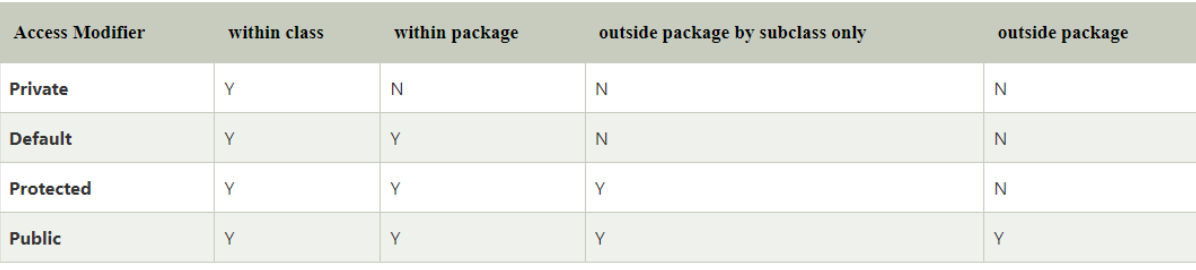 Access Modifier within class within package outside package by subclass only outside package
Private Y N N N
Default Y Y N N
Protected Y Y Y N
Public Y Y Y Y